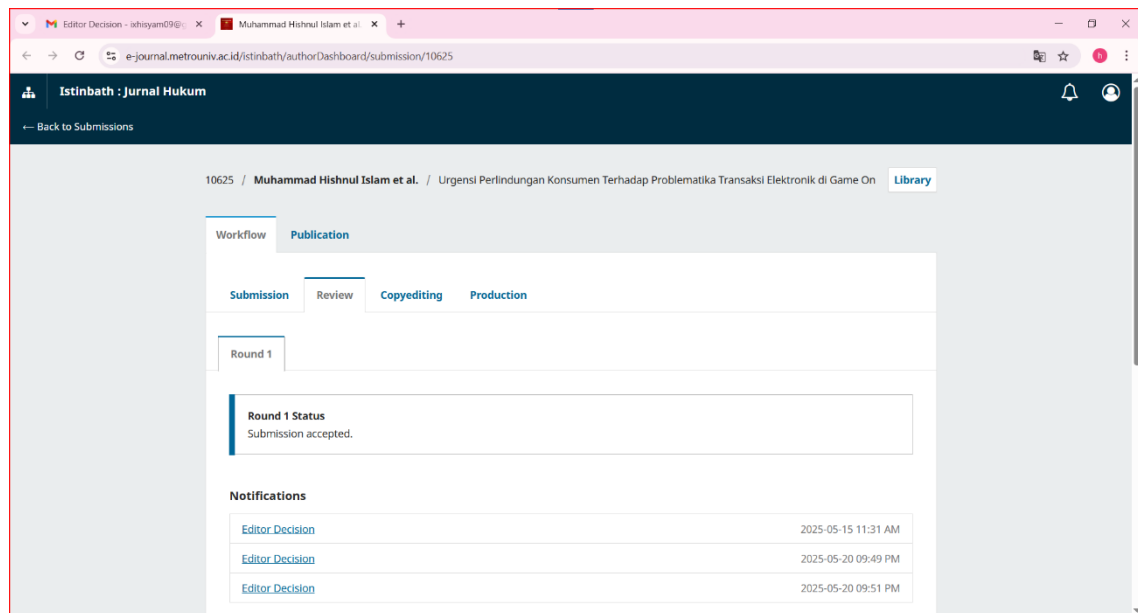 Editor Decision - ixhisyam09@g
Muhammad Hishnul Islam et al.
e-journal.metrouniv.ac.id/istinbath/authorDashboard/submission/10625
h
Istinbath : Jurnal Hukum
← Back to Submissions
10625 / Muhammad Hishnul Islam et al. / Urgensi Perlindungan Konsumen Terhadap Problematika Transaksi Elektronik di Game On
Library
Workflow Publication
Submission Review Copyediting Production
Round 1
Round 1 Status
Submission accepted.
Notifications
Editor Decision 2025-05-15 11:31 AM
Editor Decision 2025-05-20 09:49 PM
Editor Decision 2025-05-20 09:51 PM